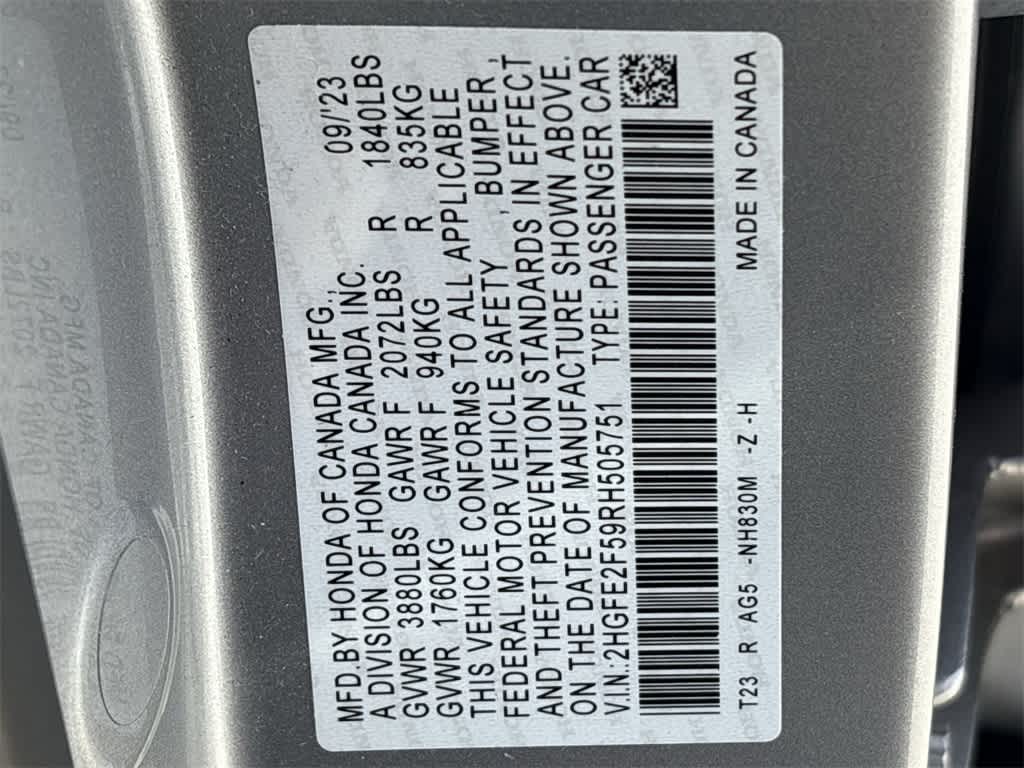 MFD.BY HONDA OF CANADA MFG., 09/'23
A DIVISION OF HONDA CANADA INC.
GVWR 3880LBS GAWR F 2072LBS R 1840LBS
GVWR 1760KG GAWR F 940KG R 835KG
THIS VEHICLE CONFORMS TO ALL APPLICABLE
FEDERAL MOTOR VEHICLE SAFETY, BUMPER,
AND THEFT PREVENTION STANDARDS IN EFFECT
ON THE DATE OF MANUFACTURE SHOWN ABOVE.
V.I.N.:2HGFE2F59RH505751 TYPE: PASSENGER CAR
T23 R AG5 -NH830M -Z -H MADE IN CANADA